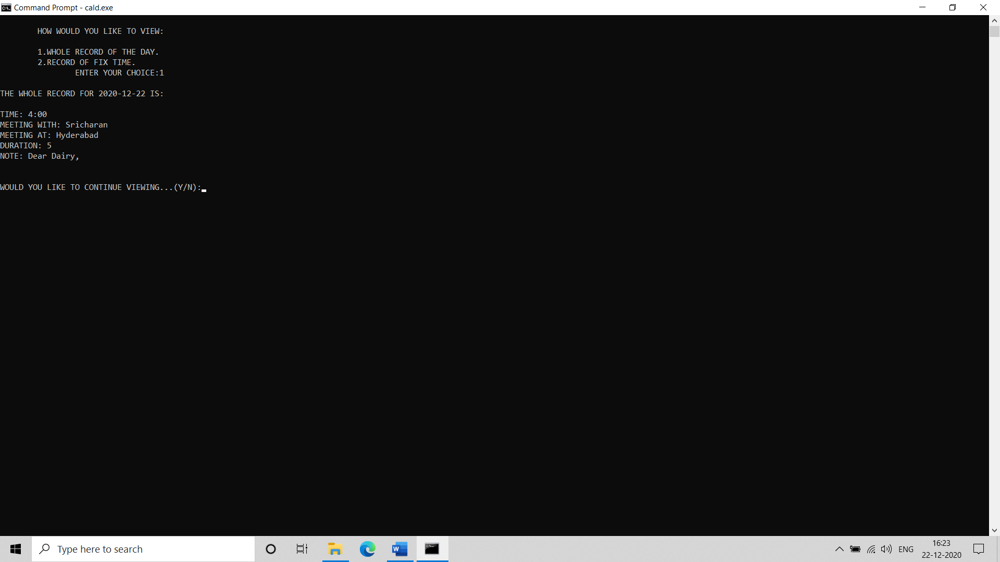 Command Prompt - cald.exe
HOW WOULD YOU LIKE TO VIEW:
1.WHOLE RECORD OF THE DAY.
2.RECORD OF FIX TIME.
ENTER YOUR CHOICE:1
THE WHOLE RECORD FOR 2020-12-22 IS:
TIME: 4:00
MEETING WITH: Sricharan
MEETING AT: Hyderabad
DURATION: 5
NOTE: Dear Dairy,
WOULD YOU LIKE TO CONTINUE VIEWING...(Y/N):
Type here to search
ENG
16:23
22-12-2020